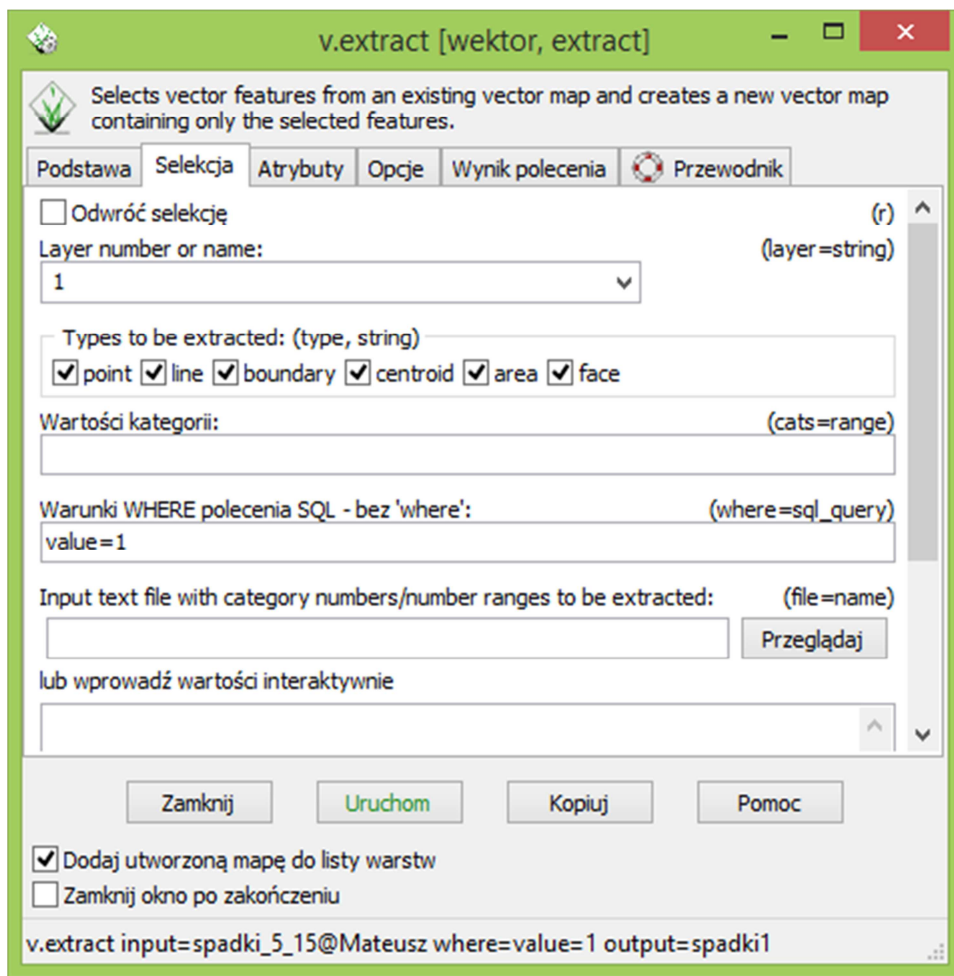 v.extract [wektor, extract]
Selects vector features from an existing vector map and creates a new vector map
containing only the selected features.
Podstawa Selekcja Atrybuty Opcje Wynik polecenia Przewodnik
Odwróć selekcję (r)
Layer number or name: (layer=string)
1
Types to be extracted: (type, string)
point line boundary centroid area face
Wartości kategorii: (cats=range)
Warunki WHERE polecenia SQL - bez 'where': (where=sql_query)
value=1
Input text file with category numbers/number ranges to be extracted: (file=name)
Przeglądaj
lub wprowadź wartości interaktywnie
Zamknij Uruchom Kopiuj Pomoc
Dodaj utworzoną mapę do listy warstw
Zamknij okno po zakończeniu
v.extract input=spadki_5_15@Mateusz where=value=1 output=spadki1